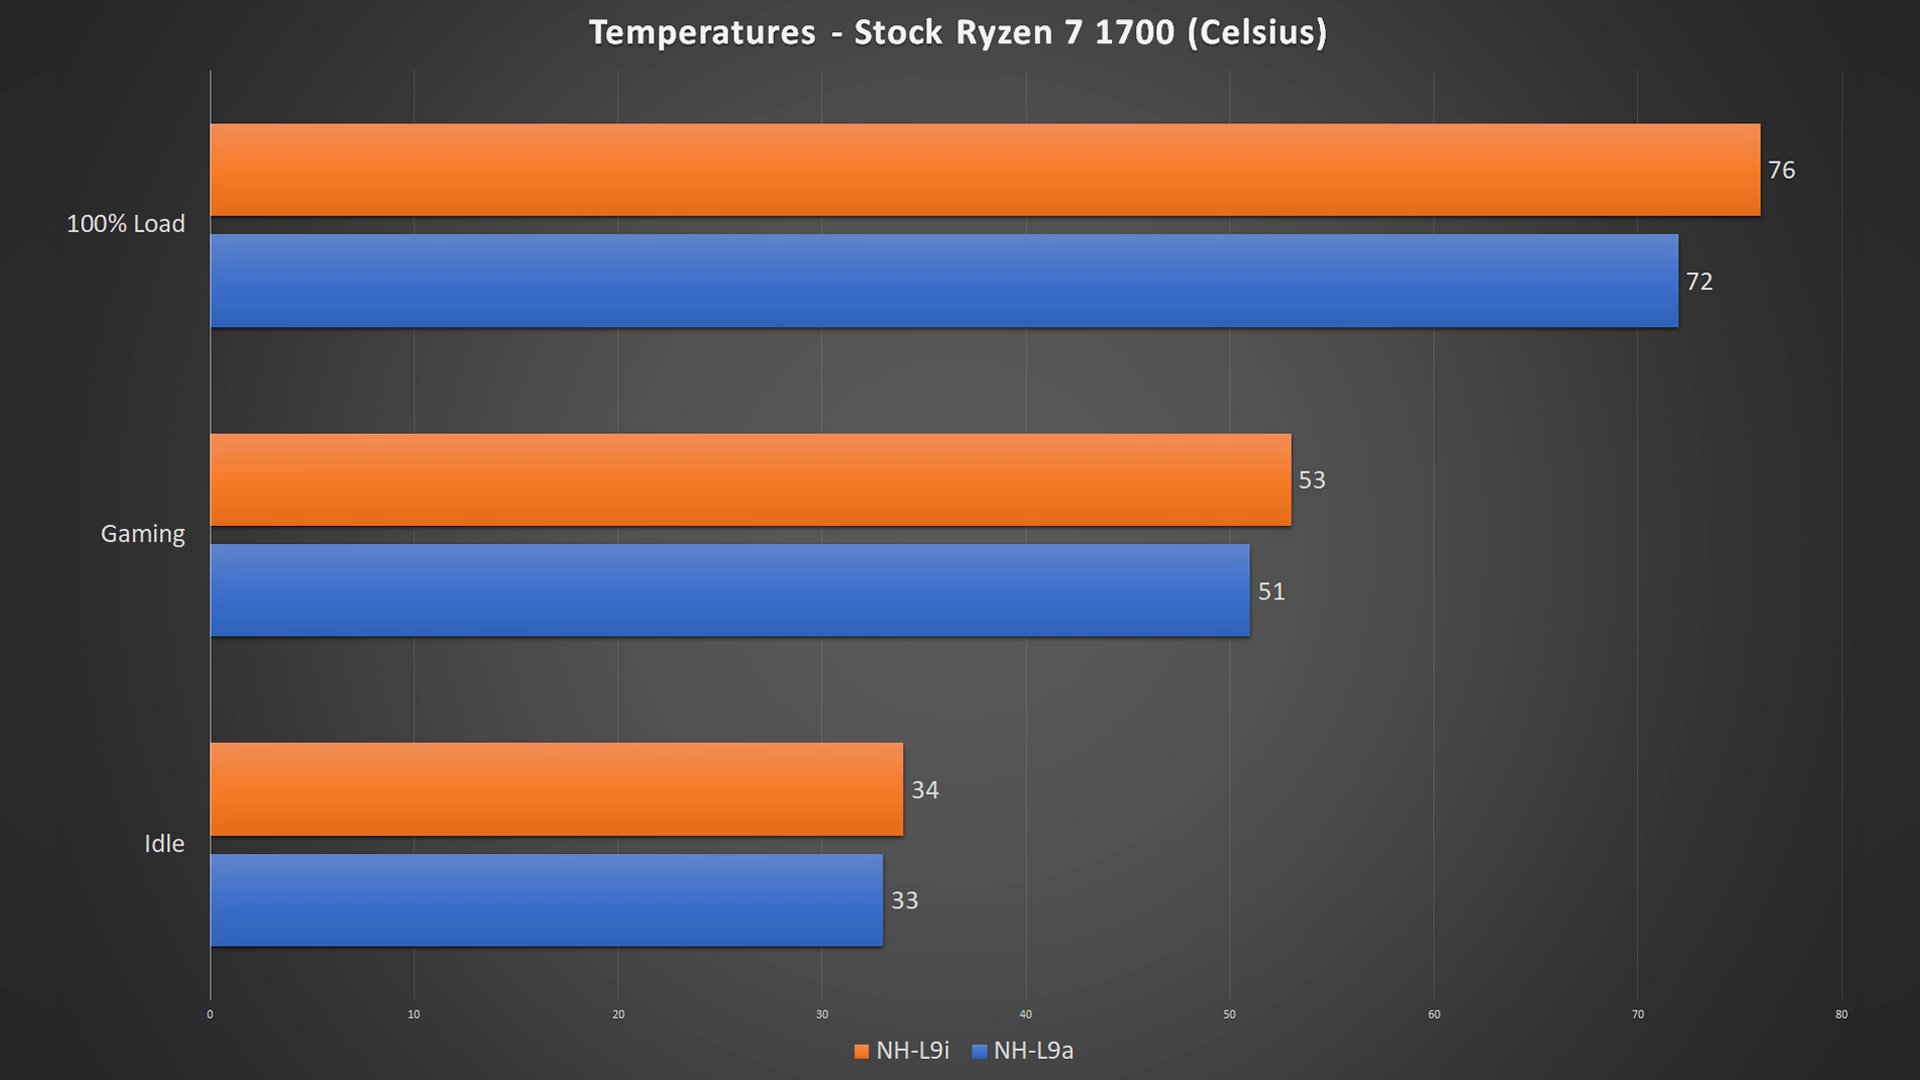 Temperatures - Stock Ryzen 7 1700 (Celsius)
76
100% Load
72
53
Gaming
51
34
Idle
33
0 10 20 30 40 50 60 70 80
NH-L9i NH-L9a